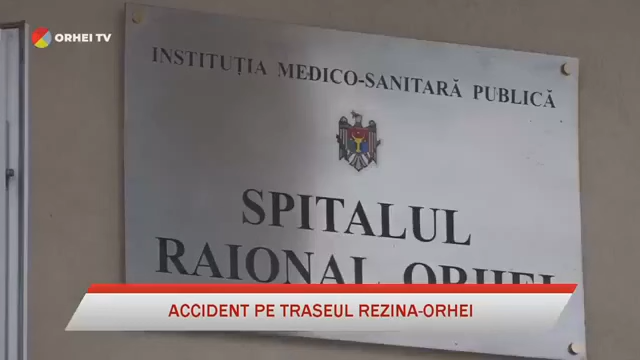 ORHEI TV
INSTITUȚIA MEDICO-SANITARĂ PUBLICĂ
SPITALUL
RAIONAL ORHEI
ACCIDENT PE TRASEUL REZINA-ORHEI